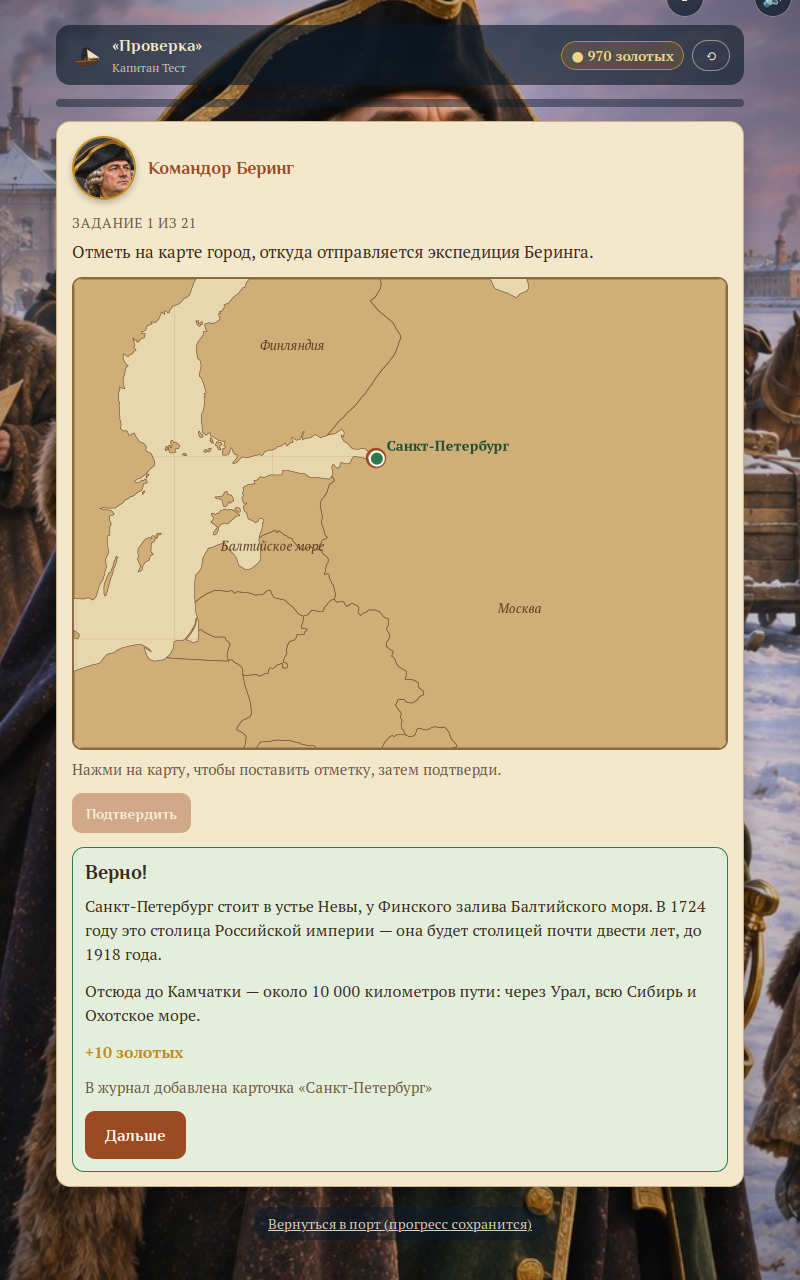 «Проверка»
Капитан Тест
970 золотых
Командор Беринг
ЗАДАНИЕ 1 ИЗ 21
Отметь на карте город, откуда отправляется экспедиция Беринга.
Финляндия
Санкт-Петербург
Балтийское море
Москва
Нажми на карту, чтобы поставить отметку, затем подтверди.
Подтвердить
Верно!
Санкт-Петербург стоит в устье Невы, у Финского залива Балтийского моря. В 1724
году это столица Российской империи — она будет столицей почти двести лет, до
1918 года.
Отсюда до Камчатки — около 10 000 километров пути: через Урал, всю Сибирь и
Охотское море.
+10 золотых
В журнал добавлена карточка «Санкт-Петербург»
Дальше
Вернуться в порт (прогресс сохранится)